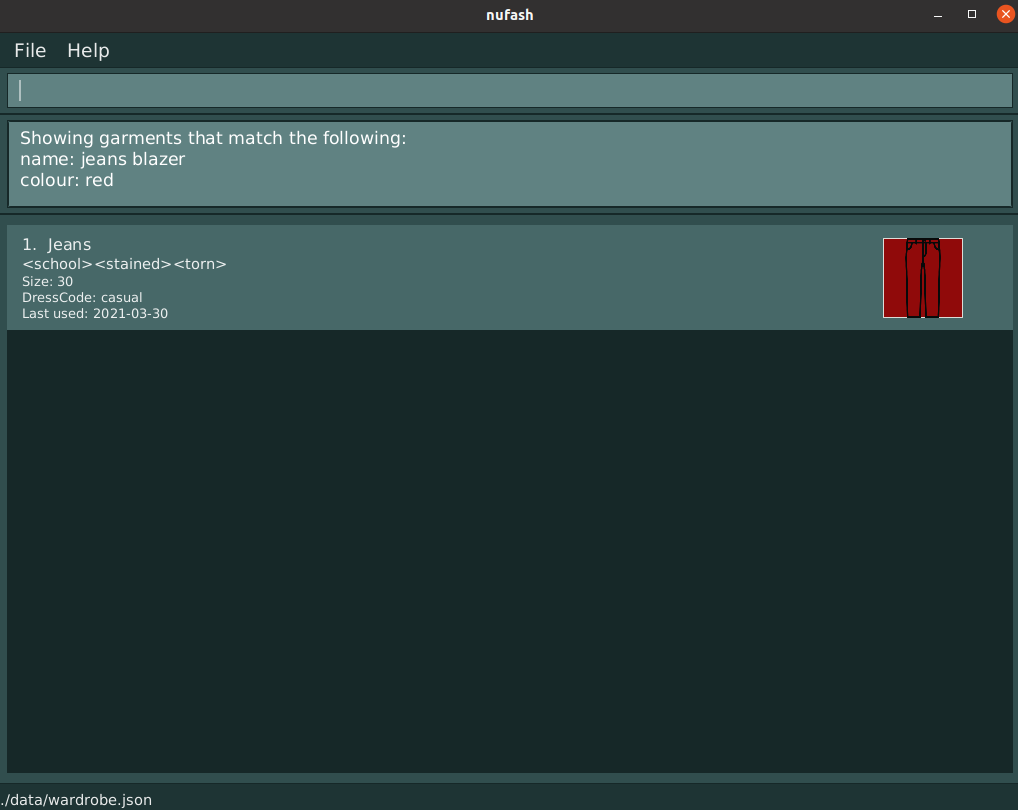 nufash
File Help
Showing garments that match the following:
name: jeans blazer
colour: red
1. Jeans
<school><stained><torn>
Size: 30
DressCode: casual
Last used: 2021-03-30
./data/wardrobe.json